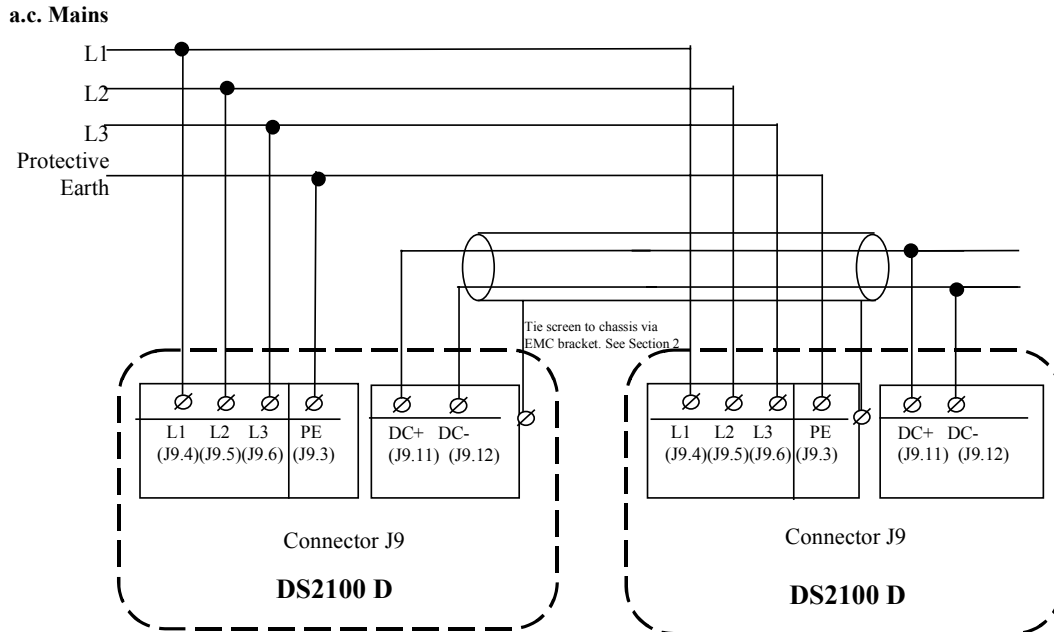 a.c. Mains
L1
L2
L3
Protective
Earth
Tie screen to chassis via
EMC bracket. See Section 2
L1 L2 L3 PE
(J9.4)(J9.5)(J9.6) (J9.3)
DC+ DC-
(J9.11) (J9.12)
Connector J9
DS2100 D
L1 L2 L3 PE
(J9.4)(J9.5)(J9.6) (J9.3)
DC+ DC-
(J9.11) (J9.12)
Connector J9
DS2100 D